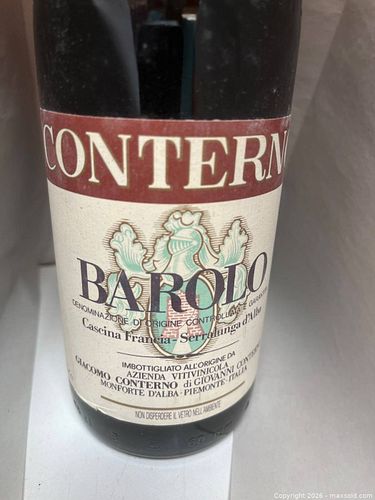 CONTERNO
BAROLO
DENOMINAZIONE DI ORIGINE CONTROLLATA E GARANTITA
Cascina Francia - Serralunga d'Alba
IMBOTTIGLIATO ALL'ORIGINE DA
AZIENDA VITIVINICOLA
GIACOMO CONTERNO di GIOVANNI CONTERNO
MONFORTE D'ALBA - PIEMONTE - ITALIA
NON DISPERDERE IL VETRO NELL'AMBIENTE
Copyright 2026 - maxsold.com